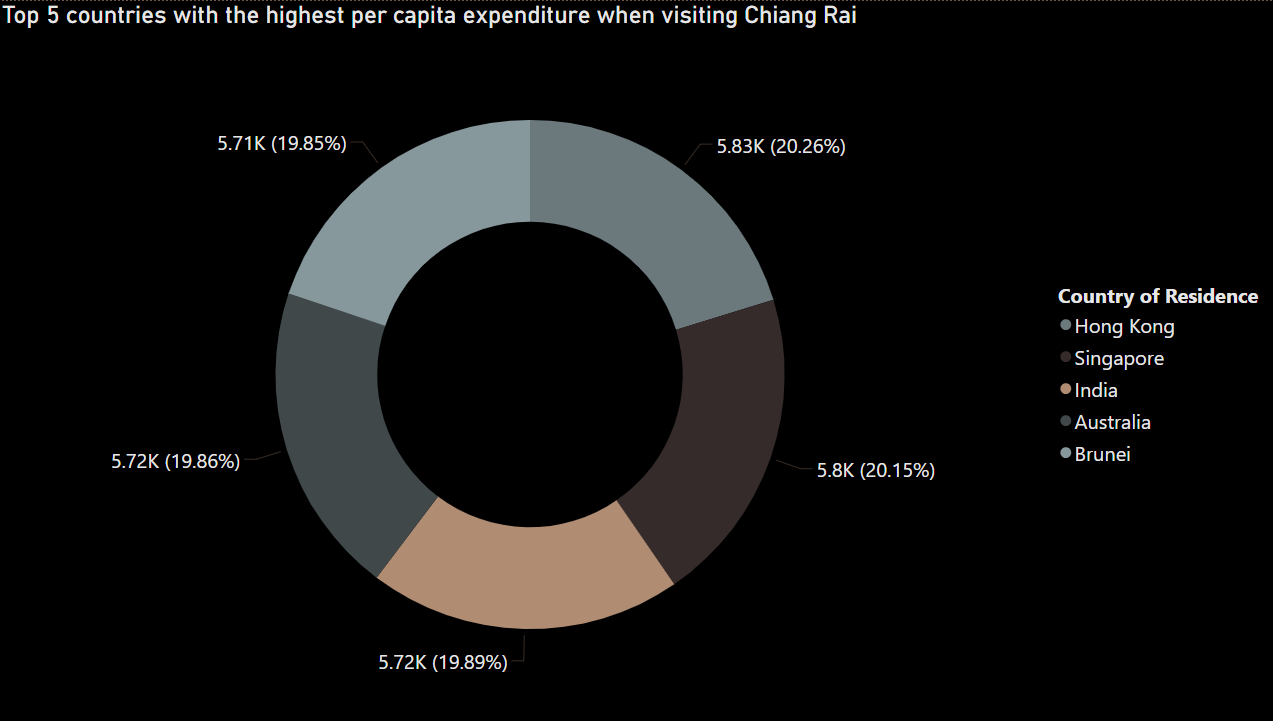 Top 5 countries with the highest per capita expenditure when visiting Chiang Rai
5.71K (19.85%)
5.83K (20.26%)
5.72K (19.86%)
5.8K (20.15%)
5.72K (19.89%)
Country of Residence
Hong Kong
Singapore
India
Australia
Brunei